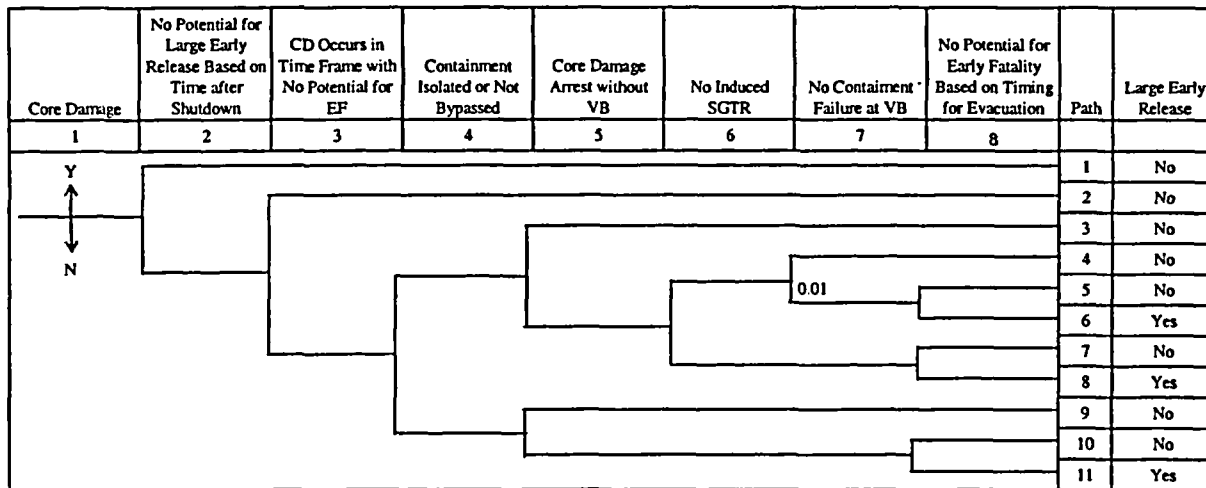 Core Damage
No Potential for
Large Early
Release Based on
Time after
Shutdown
CD Occurs in
Time Frame with
No Potential for
EF
Containment
Isolated or Not
Bypassed
Core Damage
Arrest without
VB
No Induced
SGTR
No Contaiment
Failure at VB
No Potential for
Early Fatality
Based on Timing
for Evacuation
Path
Large Early
Release
1 2 3 4 5 6 7 8
Y
N
0.01
1 No
2 No
3 No
4 No
5 No
6 Yes
7 No
8 Yes
9 No
10 No
11 Yes